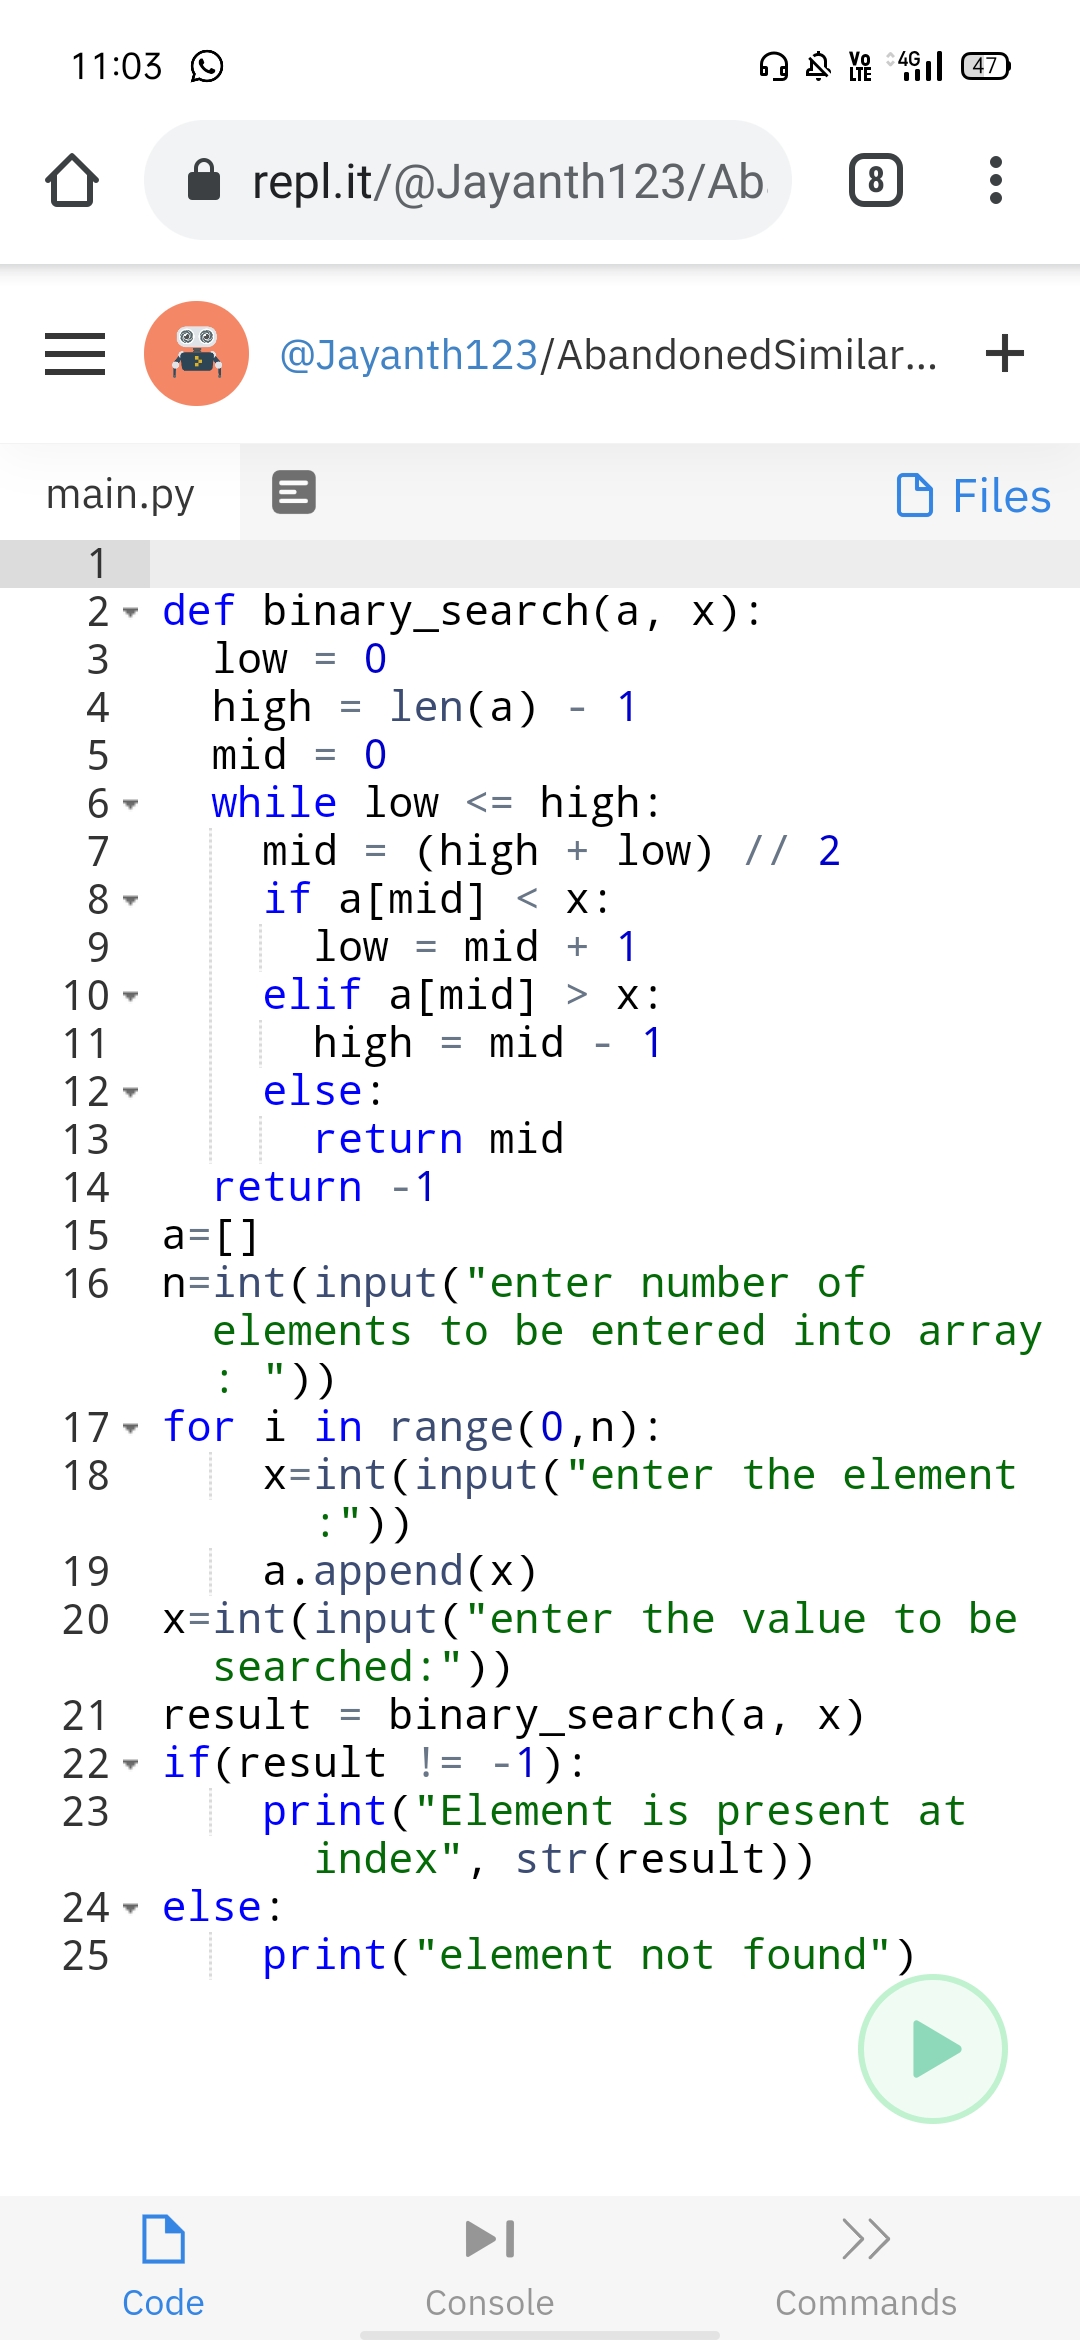 11:03 Vo LTE 4G 47
repl.it/@Jayanth123/Ab 8
@Jayanth123/AbandonedSimilar...
main.py Files
1
2 def binary_search(a, x):
3 low = 0
4 high = len(a) - 1
5 mid = 0
6 while low <= high:
7 mid = (high + low) // 2
8 if a[mid] < x:
9 low = mid + 1
10 elif a[mid] > x:
11 high = mid - 1
12 else:
13 return mid
14 return -1
15 a=[]
16 n=int(input("enter number of
elements to be entered into array
: "))
17 for i in range(0,n):
18 x=int(input("enter the element
:"))
19 a.append(x)
20 x=int(input("enter the value to be
searched:"))
21 result = binary_search(a, x)
22 if(result != -1):
23 print("Element is present at
index", str(result))
24 else:
25 print("element not found")
Code Console Commands